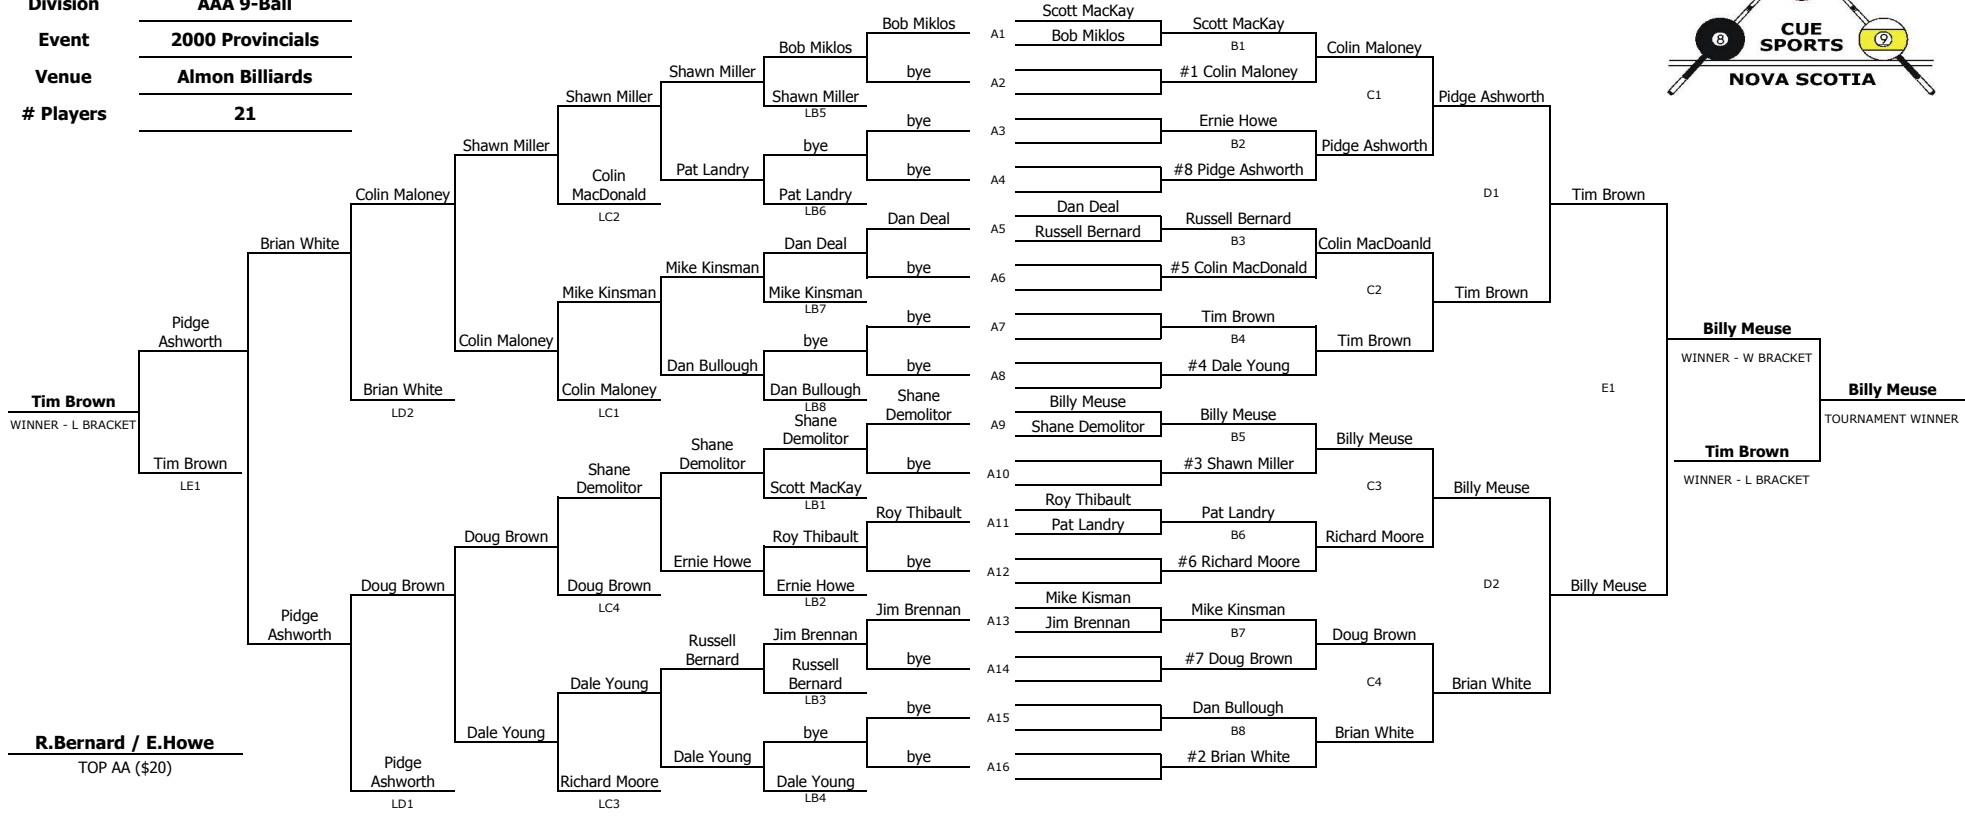 Division AAA 9-Ball
Event 2000 Provincials
Venue Almon Billiards
# Players 21
8
9
CUE
SPORTS
NOVA SCOTIA
Tim Brown
WINNER - L BRACKET
Pidge
Ashworth
Tim Brown
LE1
Brian White
Pidge
Ashworth
Colin Maloney
Brian White
LD2
Doug Brown
Pidge
Ashworth
LD1
Shawn Miller
Colin Maloney
Doug Brown
Dale Young
Shawn Miller
Colin
MacDonald
LC2
Mike Kinsman
Colin Maloney
LC1
Shane
Demolitor
Doug Brown
LC4
Dale Young
Richard Moore
LC3
Shawn Miller
Pat Landry
Mike Kinsman
Dan Bullough
Shane
Demolitor
Ernie Howe
Russell
Bernard
Dale Young
Bob Miklos
Shawn Miller
LB5
bye
Pat Landry
LB6
Dan Deal
Mike Kinsman
LB7
bye
Dan Bullough
LB8
Shane
Demolitor
Scott MacKay
LB1
Roy Thibault
Ernie Howe
LB2
Jim Brennan
Russell
Bernard
LB3
bye
Dale Young
LB4
Bob Miklos
bye
bye
bye
Dan Deal
bye
bye
bye
Shane
Demolitor
bye
Roy Thibault
bye
Jim Brennan
bye
bye
bye
A1
A2
A3
A4
A5
A6
A7
A8
A9
A10
A11
A12
A13
A14
A15
A16
Scott MacKay
Bob Miklos
Dan Deal
Russell Bernard
Billy Meuse
Shane Demolitor
Roy Thibault
Pat Landry
Mike Kisman
Jim Brennan
Scott MacKay
B1
#1 Colin Maloney
Ernie Howe
B2
#8 Pidge Ashworth
Russell Bernard
B3
#5 Colin MacDonald
Tim Brown
B4
#4 Dale Young
Billy Meuse
B5
#3 Shawn Miller
Pat Landry
B6
#6 Richard Moore
Mike Kinsman
B7
#7 Doug Brown
Dan Bullough
B8
#2 Brian White
Colin Maloney
C1
Pidge Ashworth
Colin MacDoanld
C2
Tim Brown
Billy Meuse
C3
Richard Moore
Doug Brown
C4
Brian White
Pidge Ashworth
D1
Tim Brown
Billy Meuse
D2
Brian White
Tim Brown
E1
Billy Meuse
Billy Meuse
WINNER - W BRACKET
Tim Brown
WINNER - L BRACKET
Billy Meuse
TOURNAMENT WINNER
R.Bernard / E.Howe
TOP AA ($20)